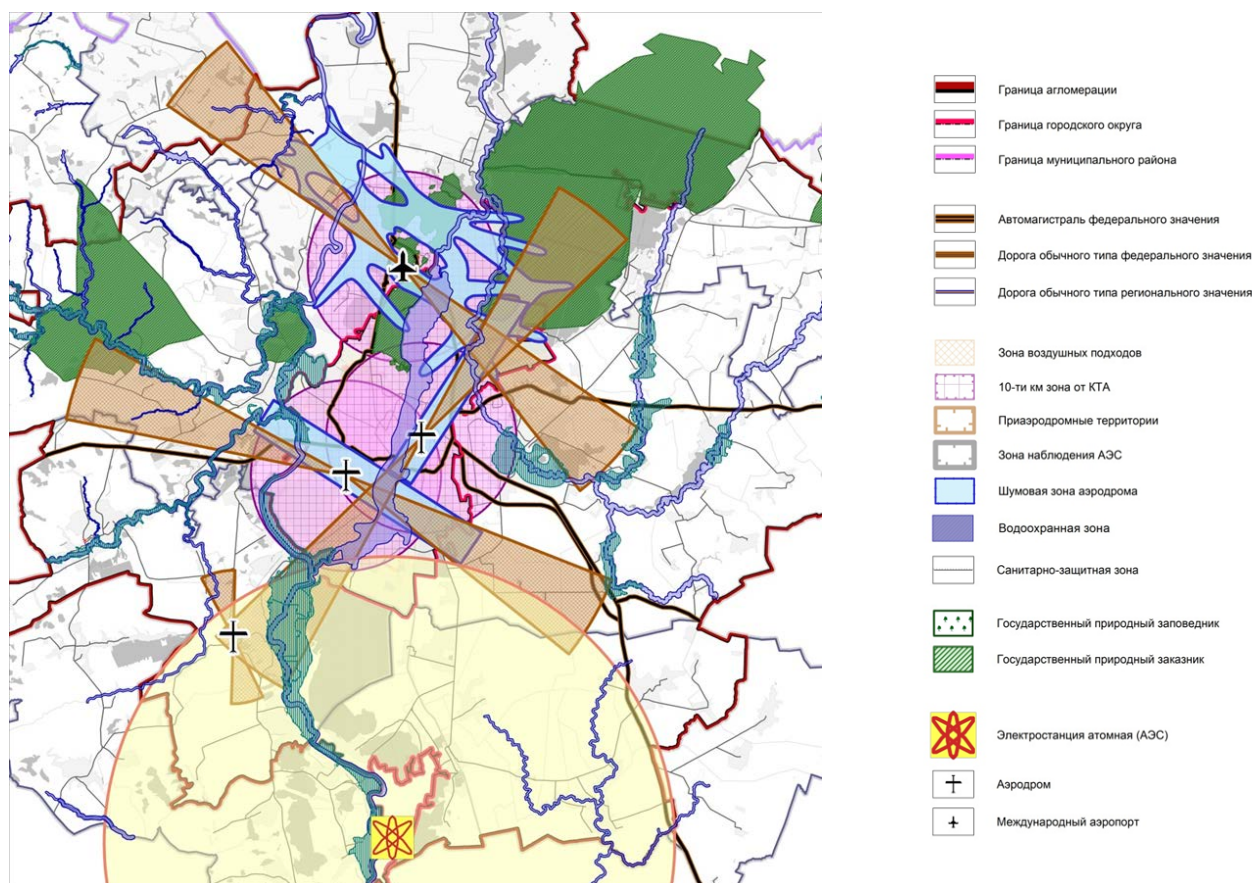 Граница агломерации
Граница городского округа
Граница муниципального района
Автомагистраль федерального значения
Дорога обычного типа федерального значения
Дорога обычного типа регионального значения
Зона воздушных подходов
10-ти км зона от КТА
Приаэродромные территории
Зона наблюдения АЭС
Шумовая зона аэродрома
Водоохранная зона
Санитарно-защитная зона
Государственный природный заповедник
Государственный природный заказник
Электростанция атомная (АЭС)
Аэродром
Международный аэропорт